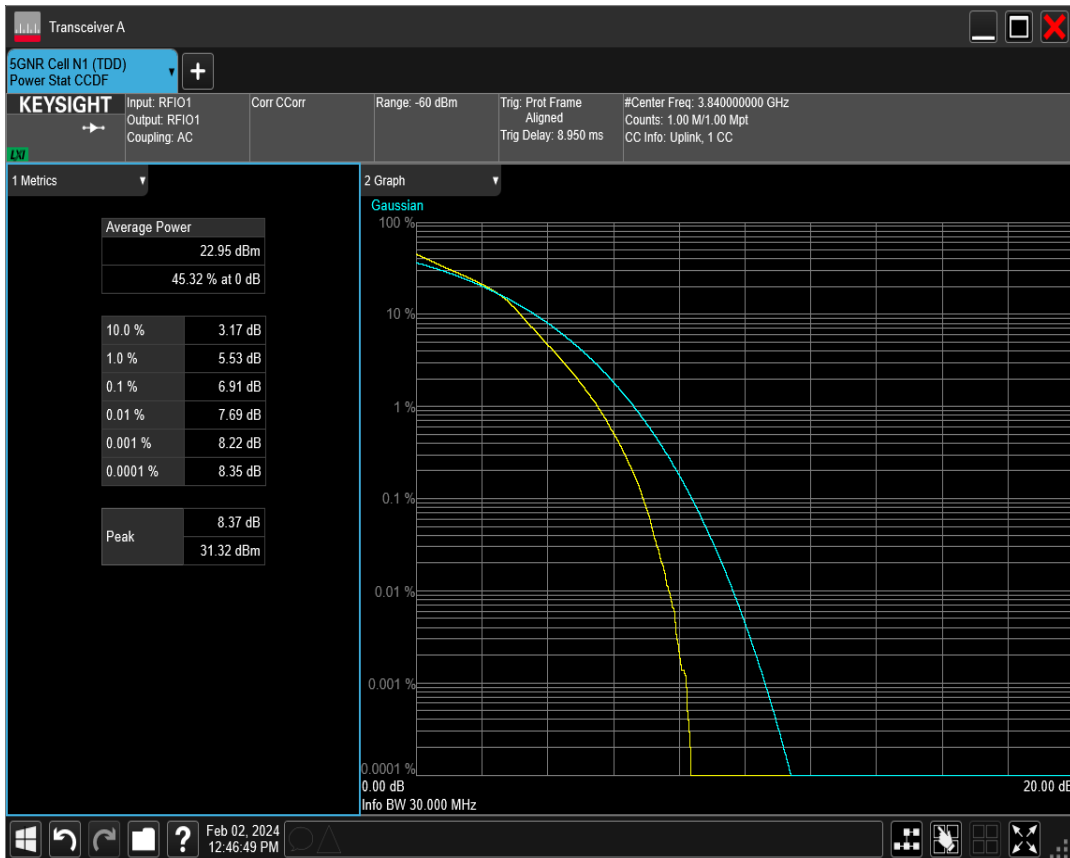 Transceiver A
5GNR Cell N1 (TDD)
Power Stat CCDF
+
KEYSIGHT
LXI
Input: RFIO1
Output: RFIO1
Coupling: AC
Corr CCorr
Range: -60 dBm
Trig: Prot Frame
Aligned
Trig Delay: 8.950 ms
#Center Freq: 3.840000000 GHz
Counts: 1.00 M/1.00 Mpt
CC Info: Uplink, 1 CC
1 Metrics
Average Power
22.95 dBm
45.32 % at 0 dB
10.0 % 3.17 dB
1.0 % 5.53 dB
0.1 % 6.91 dB
0.01 % 7.69 dB
0.001 % 8.22 dB
0.0001 % 8.35 dB
Peak
8.37 dB
31.32 dBm
2 Graph
Gaussian
100 %
10 %
1 %
0.1 %
0.01 %
0.001 %
0.0001 %
0.00 dB
20.00 dB
Info BW 30.000 MHz
?
Feb 02, 2024
12:46:49 PM